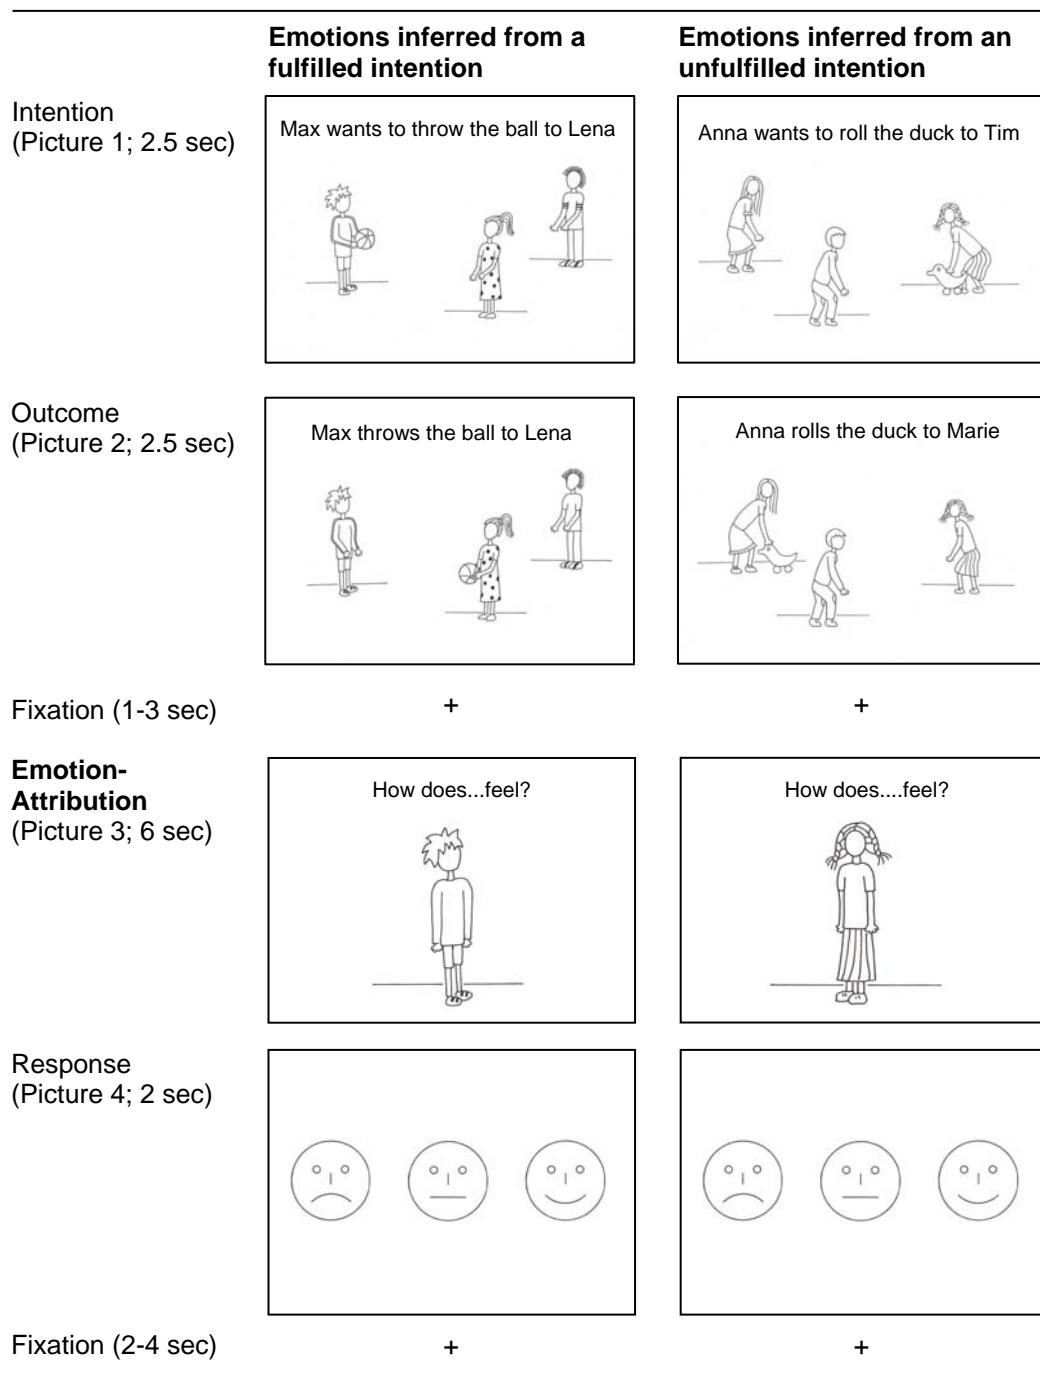 Emotions inferred from a
fulfilled intention
Emotions inferred from an
unfulfilled intention
Intention
(Picture 1; 2.5 sec)
Max wants to throw the ball to Lena
Anna wants to roll the duck to Tim
Outcome
(Picture 2; 2.5 sec)
Max throws the ball to Lena
Anna rolls the duck to Marie
Fixation (1-3 sec)
+
+
Emotion-
Attribution
(Picture 3; 6 sec)
How does...feel?
How does....feel?
Response
(Picture 4; 2 sec)
Fixation (2-4 sec)
+
+